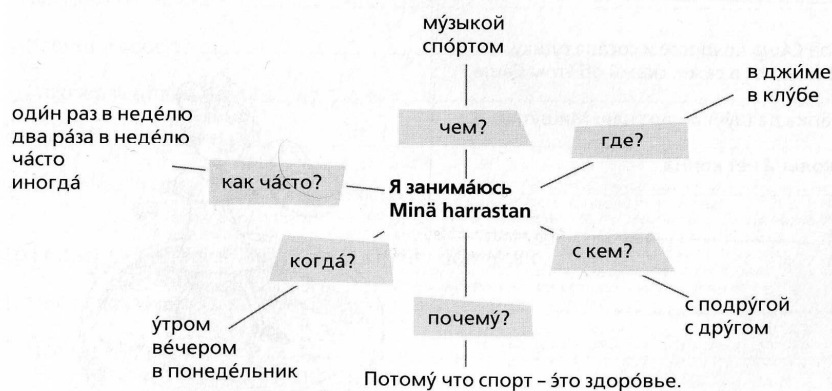 му́зыкой
спо́ртом
чем?
в джи́ме
в клу́бе
где?
оди́н раз в неде́лю
два ра́за в неде́лю
ча́сто
иногда́
как ча́сто?
Я занима́юсь
Minä harrastan
когда́?
у́тром
ве́чером
в понеде́льник
почему́?
Потому́ что спорт – э́то здоро́вье.
с кем?
с подру́гой
с дру́гом